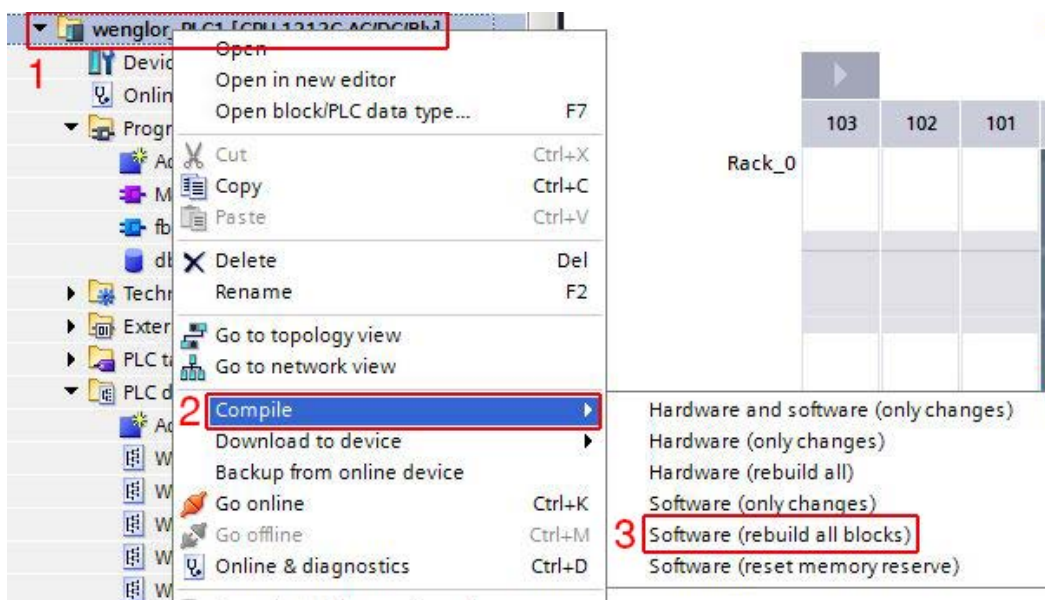 wenglor_PLC1 [CPU 1212C AC/DC/Rly]
1
Open
Open in new editor
Open block/PLC data type... F7
Cut Ctrl+X
Copy Ctrl+C
Paste Ctrl+V
Delete Del
Rename F2
Go to topology view
Go to network view
2 Compile
Download to device
Backup from online device
Go online Ctrl+K
Go offline Ctrl+M
Online & diagnostics Ctrl+D
Devic
Onlin
Progr
Ad
M
fb
db
Techn
Exter
PLC ta
PLC d
Ad
W
W
W
W
W
103 102 101
Rack_0
Hardware and software (only changes)
Hardware (only changes)
Hardware (rebuild all)
Software (only changes)
3 Software (rebuild all blocks)
Software (reset memory reserve)